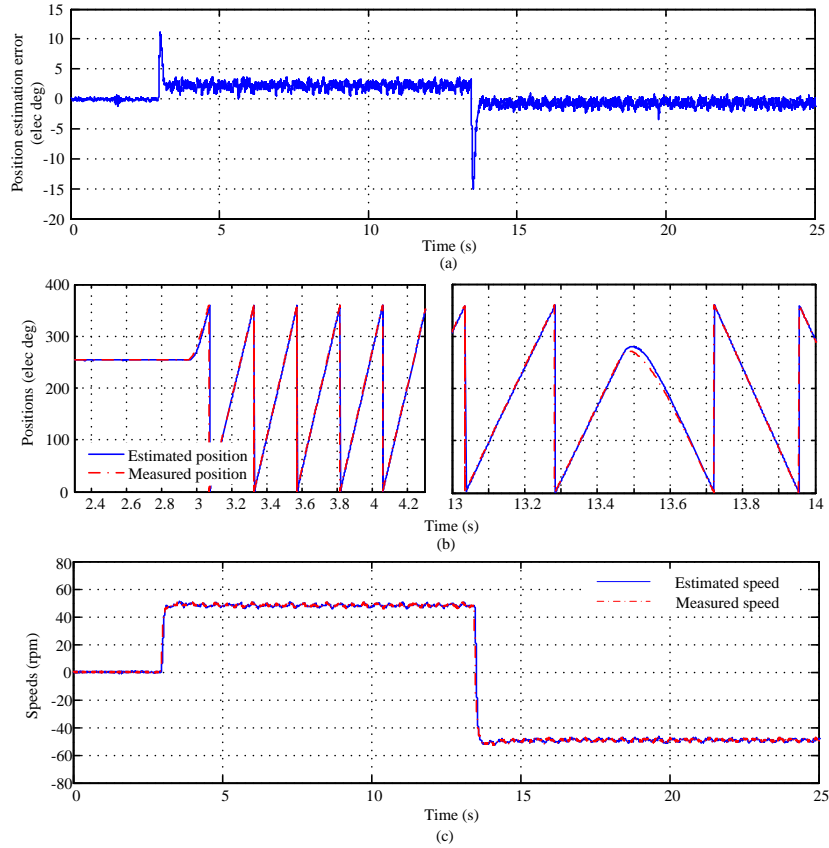 15
10
5
0
-5
-10
-15
-20
Position estimation error
(elec deg)
0 5 10 15 20 25
Time (s)
(a)
400
300
200
100
0
Positions (elec deg)
Estimated position
Measured position
2.4 2.6 2.8 3 3.2 3.4 3.6 3.8 4 4.2
13 13.2 13.4 13.6 13.8 14
Time (s)
(b)
80
60
40
20
0
-20
-40
-60
-80
Speeds (rpm)
Estimated speed
Measured speed
0 5 10 15 20 25
Time (s)
(c)